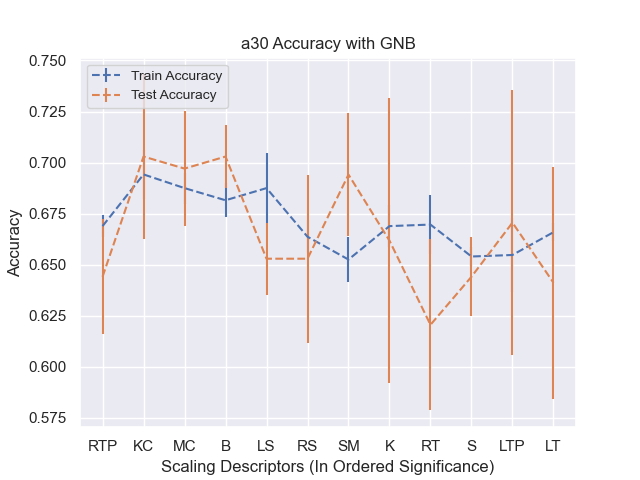 a30 Accuracy with GNB
Train Accuracy
Test Accuracy
Accuracy
0.750
0.725
0.700
0.675
0.650
0.625
0.600
0.575
RTP KC MC B LS RS SM K RT S LTP LT
Scaling Descriptors (In Ordered Significance)